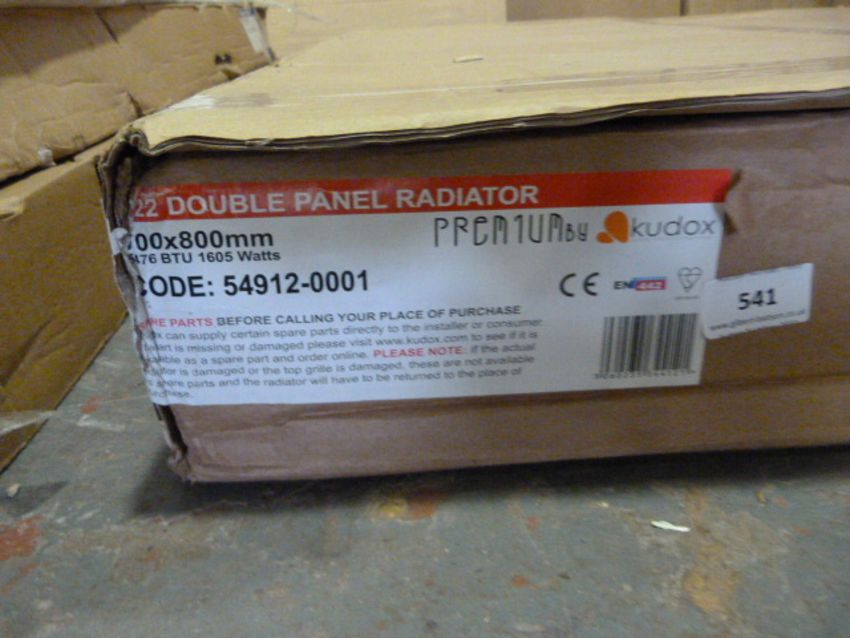 22 DOUBLE PANEL RADIATOR
00x800mm
PREM1UM By kudox
476 BTU 1605 Watts
CODE: 54912-0001
CE EN 442
541
RE PARTS BEFORE CALLING YOUR PLACE OF PURCHASE
can supply certain spare parts directly to the installer or consumer.
is missing or damaged please visit www.kudox.com to see if it is
as a spare part and order online. PLEASE NOTE: If the actual
is damaged or the top grille is damaged, these are not available
spare parts and the radiator will have to be returned to the place of